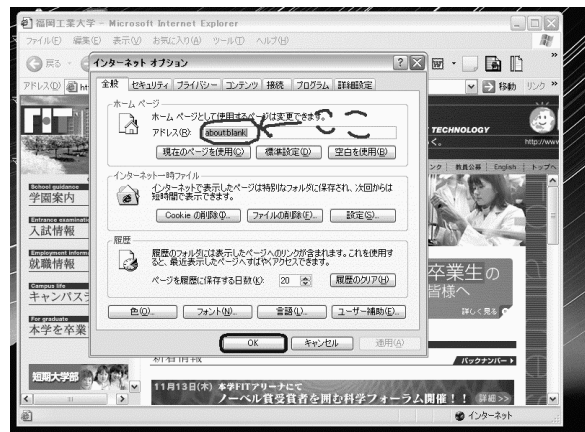 福岡工業大学 - Microsoft Internet Explorer
ファイル(F) 編集(E) 表示(V) お気に入り(A) ツール(T) ヘルプ(H)
戻る
アドレス(D)
移動
リンク
インターネット オプション
全般 セキュリティ プライバシー コンテンツ 接続 プログラム 詳細設定
ホーム ページ
ホーム ページとして使用するページは変更できます。
ここ
アドレス(R): about:blank
現在のページを使用(C) 標準設定(D) 空白を使用(B)
インターネット一時ファイル
インターネットで表示したページは特別なフォルダに保存され、次回からは
短時間で表示できます。
Cookie の削除(I)... ファイルの削除(F)... 設定(S)...
履歴
履歴のフォルダには表示したページへのリンクが含まれます。これを使用す
ると、最近表示したページへすばやくアクセスできます。
ページを履歴に保存する日数(K): 20 履歴のクリア(H)
色(O)... フォント(N)... 言語(L)... ユーザー補助(E)...
OK キャンセル 適用(A)
FIT
TECHNOLOGY
http://www
教員公募 English トップペ
School guidance
学園案内
Entrance examinati
入試情報
Employment inform
就職情報
Campus life
キャンパスラ
For graduate
本学を卒業
短期大学部
卒業生の
皆様へ
詳しく見る
バックナンバー
11月13日(木) 本学FITアリーナにて
ノーベル賞受賞者を囲む科学フォーラム開催!!
詳細>>
インターネット